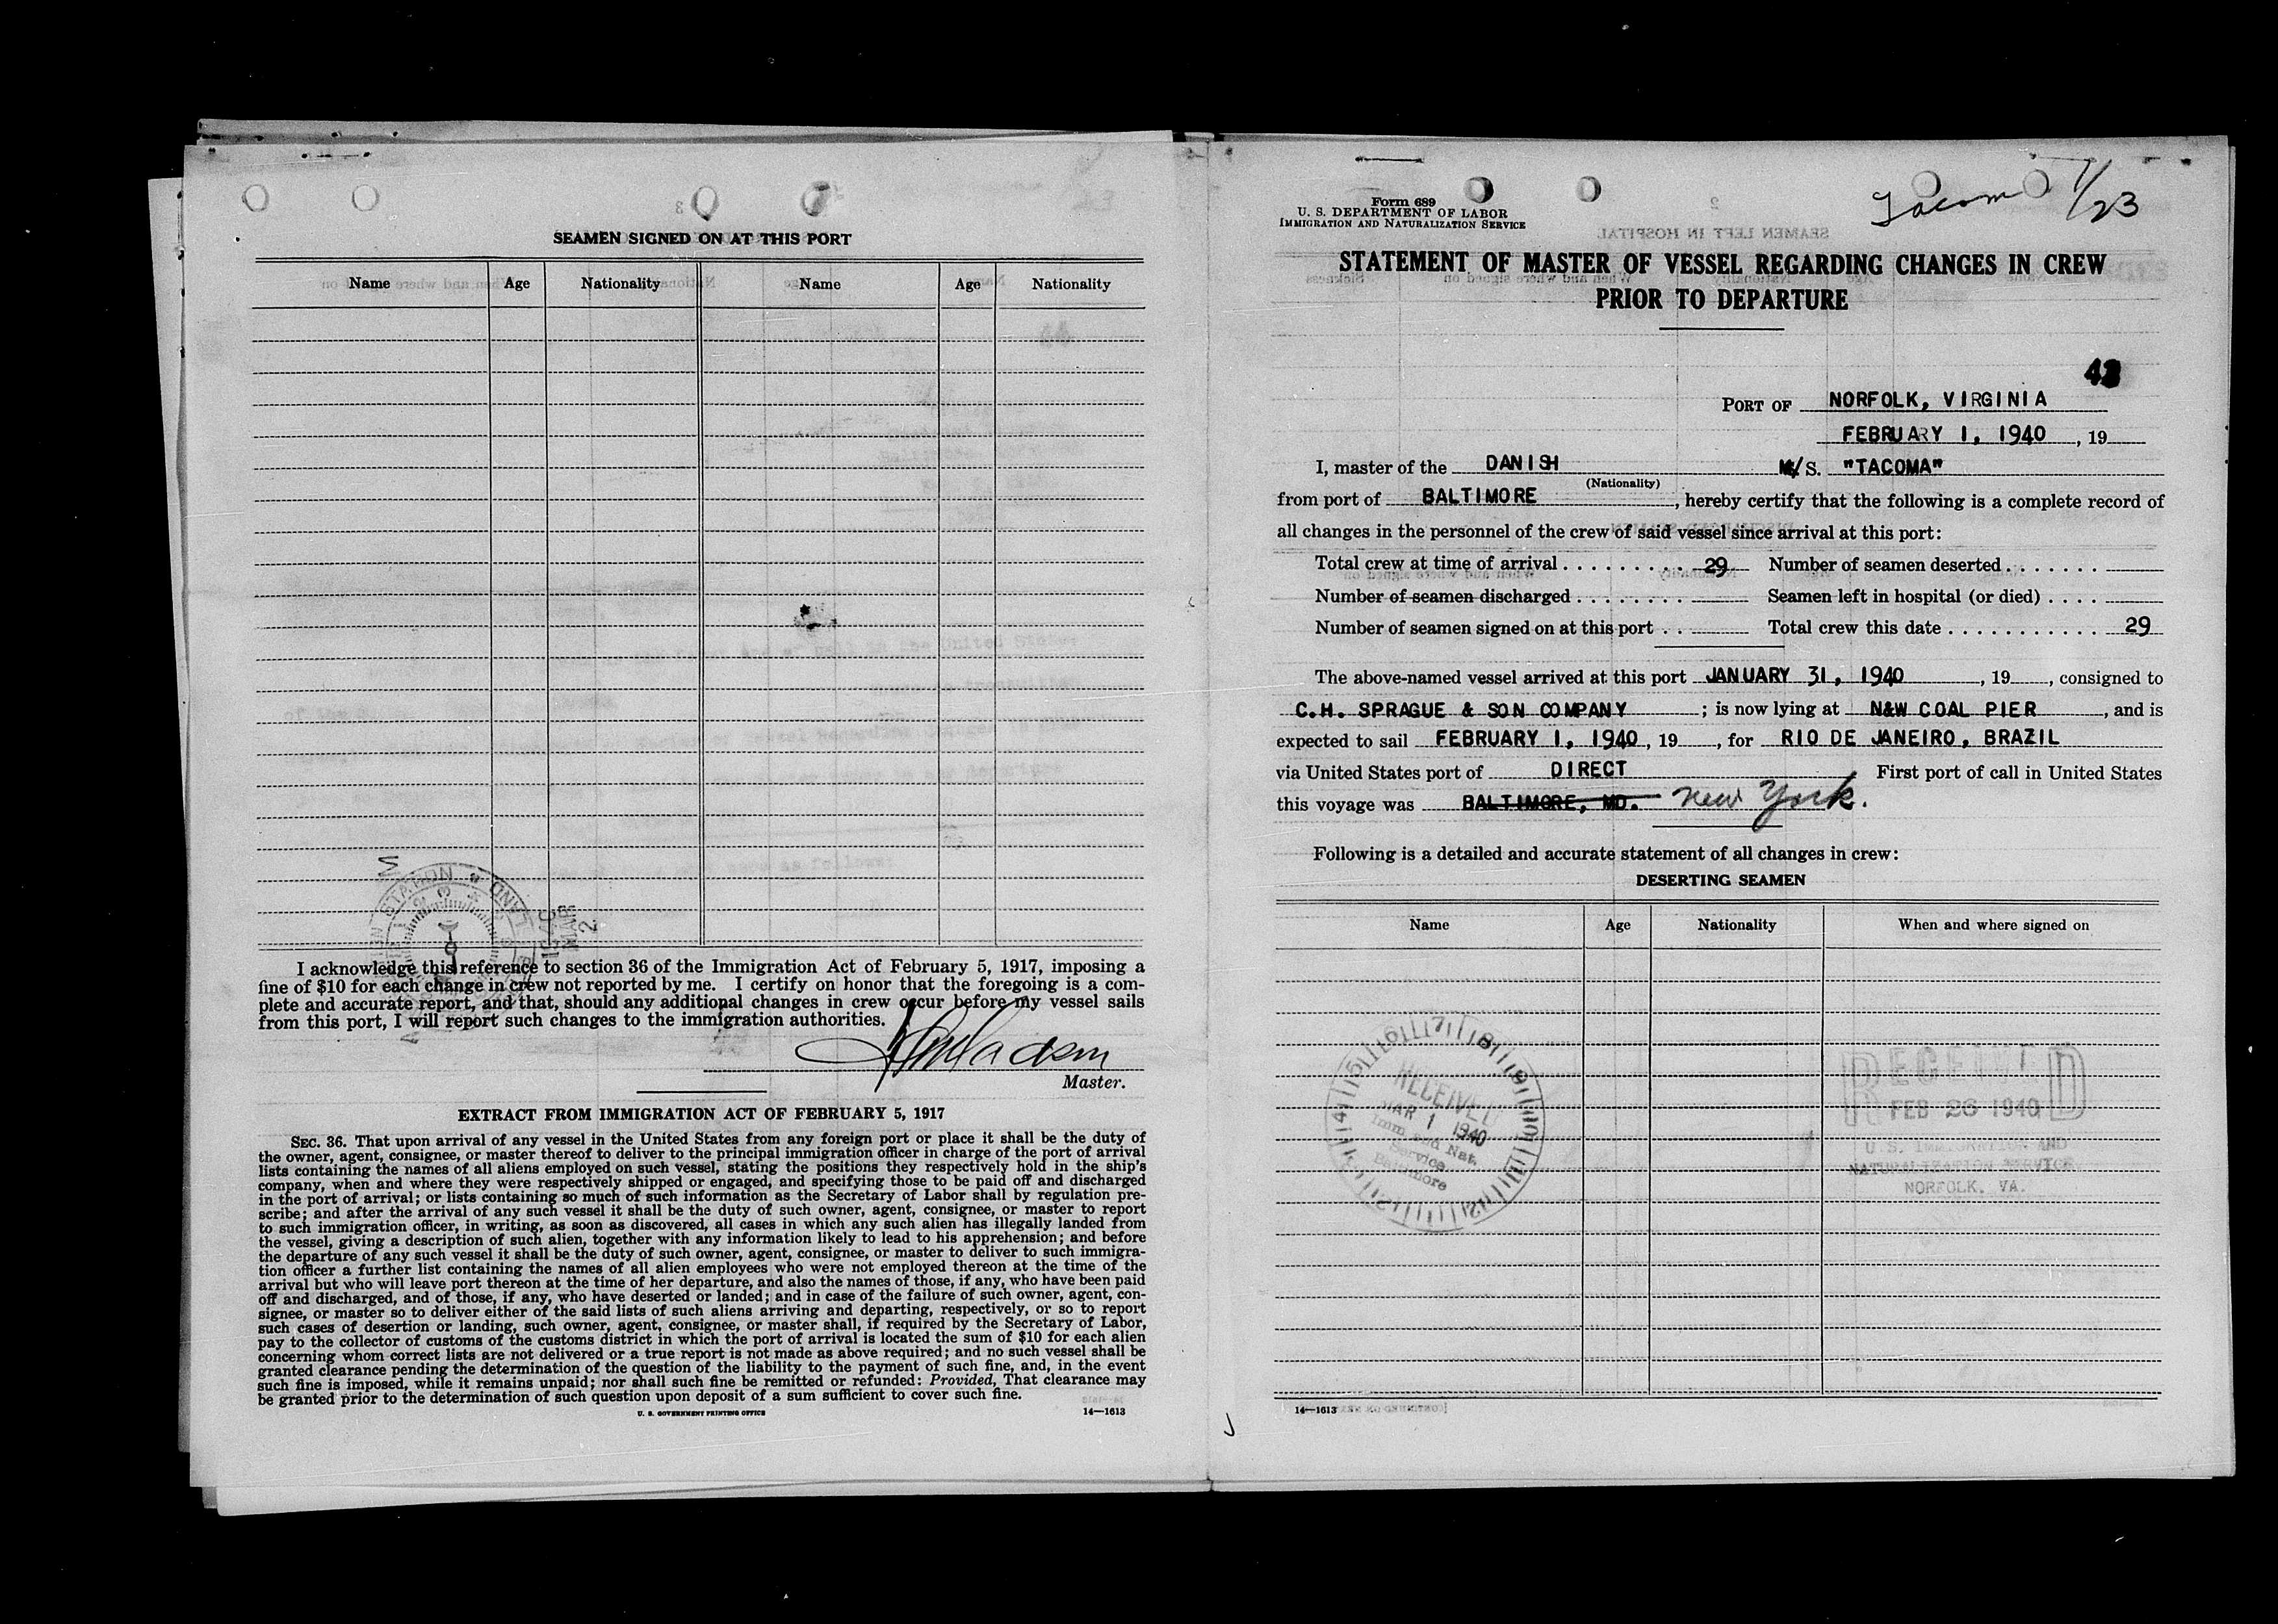 SEAMEN SIGNED ON AT THIS PORT
Name Age Nationality Name Age Nationality
I acknowledge this reference to section 36 of the Immigration Act of February 5, 1917, imposing a
fine of $10 for each change in crew not reported by me. I certify on honor that the foregoing is a com-
plete and accurate report, and that, should any additional changes in crew occur before my vessel sails
from this port, I will report such changes to the immigration authorities.
Master.
EXTRACT FROM IMMIGRATION ACT OF FEBRUARY 5, 1917
SEC. 36. That upon arrival of any vessel in the United States from any foreign port or place it shall be the duty of
the owner, agent, consignee, or master thereof to deliver to the principal immigration officer in charge of the port of arrival
lists containing the names of all aliens employed on such vessel, stating the positions they respectively hold in the ship's
company, when and where they were respectively shipped or engaged, and specifying those to be paid off and discharged
in the port of arrival; or lists containing so much of such information as the Secretary of Labor shall by regulation pre-
scribe; and after the arrival of any such vessel it shall be the duty of such owner, agent, consignee, or master to report
to such immigration officer, in writing, as soon as discovered, all cases in which any such alien has illegally landed from
the vessel, giving a description of such alien, together with any information likely to lead to his apprehension; and before
the departure of any such vessel it shall be the duty of such owner, agent, consignee, or master to deliver to such immigra-
tion officer a further list containing the names of all alien employees who were not employed thereon at the time of the
arrival but who will leave port thereon at the time of her departure, and also the names of those, if any, who have been paid
off and discharged, and of those, if any, who have deserted or landed; and in case of the failure of such owner, agent, con-
signee, or master so to deliver either of the said lists of such aliens arriving and departing, respectively, or so to report
such cases of desertion or landing, such owner, agent, consignee, or master shall, if required by the Secretary of Labor,
pay to the collector of customs of the customs district in which the port of arrival is located the sum of $10 for each alien
concerning whom correct lists are not delivered or a true report is not made as above required; and no such vessel shall be
granted clearance pending the determination of the question of the liability to the payment of such fine, and, in the event
such fine is imposed, while it remains unpaid; nor shall such fine be remitted or refunded: Provided, That clearance may
be granted prior to the determination of such question upon deposit of a sum sufficient to cover such fine.
U. S. GOVERNMENT PRINTING OFFICE 14—1613
Tacoma 1/23
Form 689
U. S. DEPARTMENT OF LABOR
IMMIGRATION AND NATURALIZATION SERVICE
STATEMENT OF MASTER OF VESSEL REGARDING CHANGES IN CREW
PRIOR TO DEPARTURE
PORT OF NORFOLK, VIRGINIA
FEBRUARY 1, 1940, 19
I, master of the DANISH M/S. "TACOMA"
(Nationality)
from port of BALTIMORE, hereby certify that the following is a complete record of
all changes in the personnel of the crew of said vessel since arrival at this port:
Total crew at time of arrival 29 Number of seamen deserted
Number of seamen discharged Seamen left in hospital (or died)
Number of seamen signed on at this port Total crew this date 29
The above-named vessel arrived at this port JANUARY 31, 1940, 19, consigned to
C.H. SPRAGUE & SON COMPANY; is now lying at N&W COAL PIER, and is
expected to sail FEBRUARY 1, 1940, 19, for RIO DE JANEIRO, BRAZIL
via United States port of DIRECT First port of call in United States
this voyage was BALTIMORE, MD. New York.
Following is a detailed and accurate statement of all changes in crew:
DESERTING SEAMEN
Name Age Nationality When and where signed on
RECEIVED
MAR 1 1940
Imm and Nat.
Service
Baltimore
RECEIVED
FEB 26 1940
U.S. IMMIGRATION AND
NATURALIZATION SERVICE
NORFOLK, VA.
14—1613